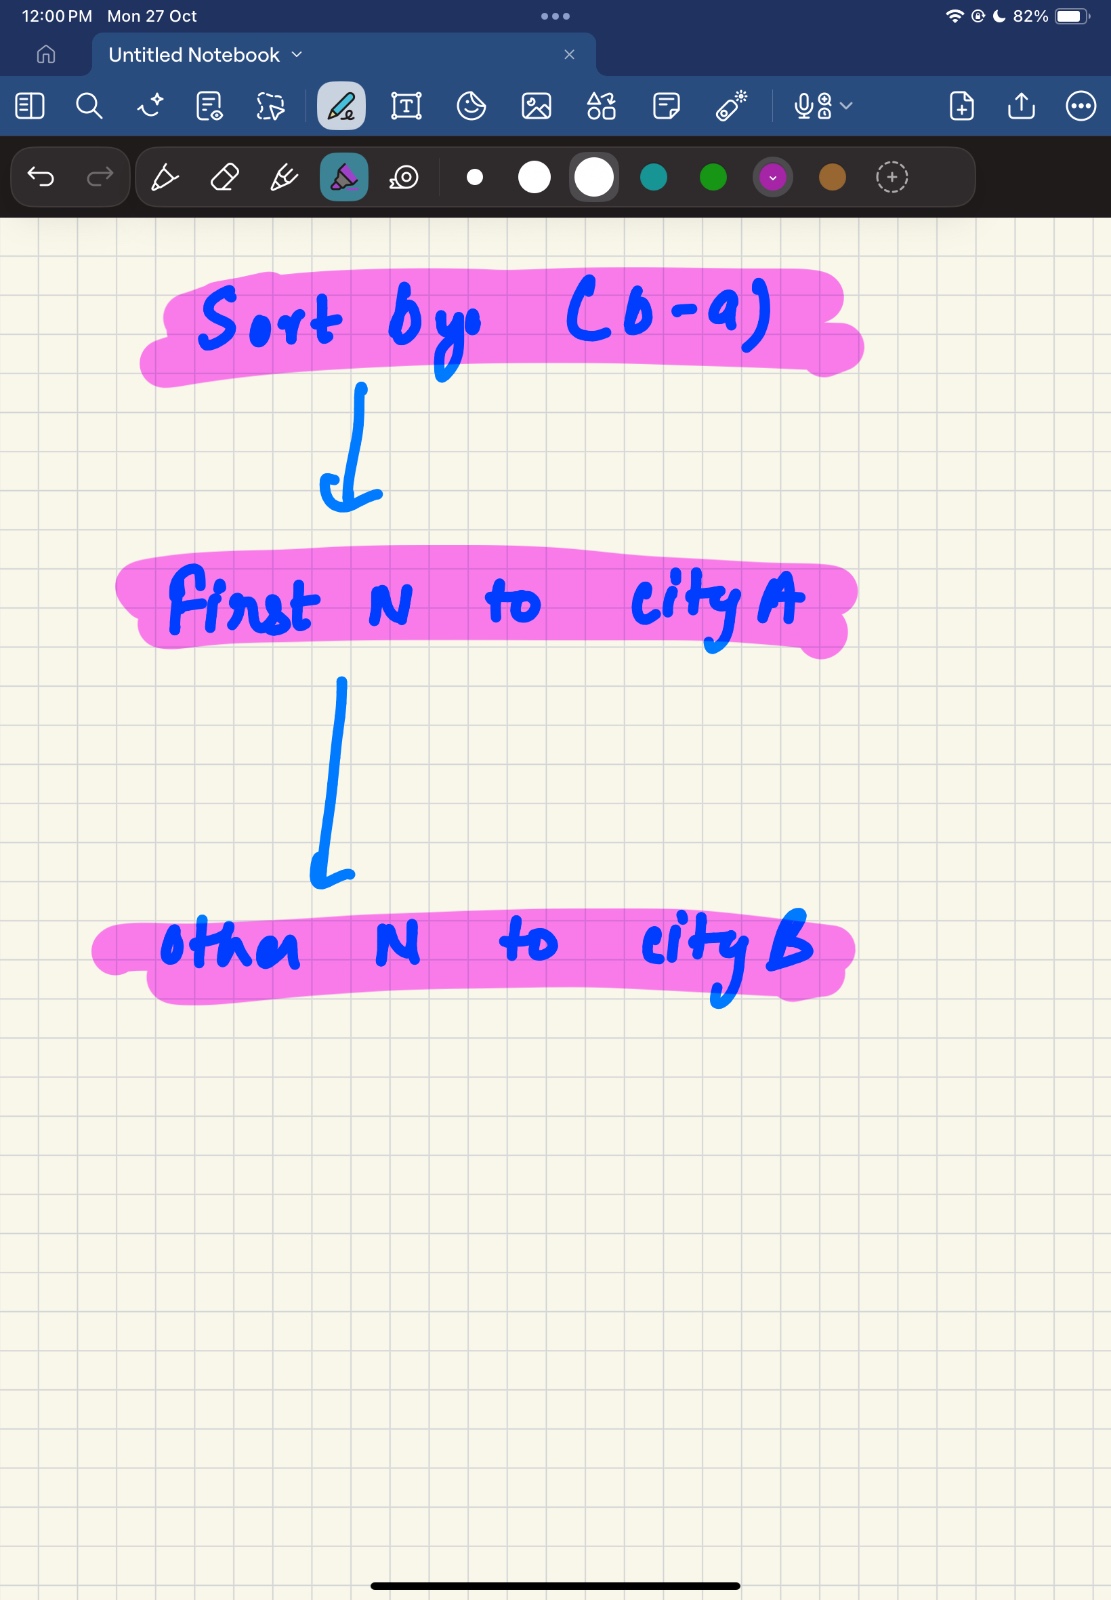 12:00 PM Mon 27 Oct 82%
Untitled Notebook
Sort by: (b-a)
First N to city A
other N to city B